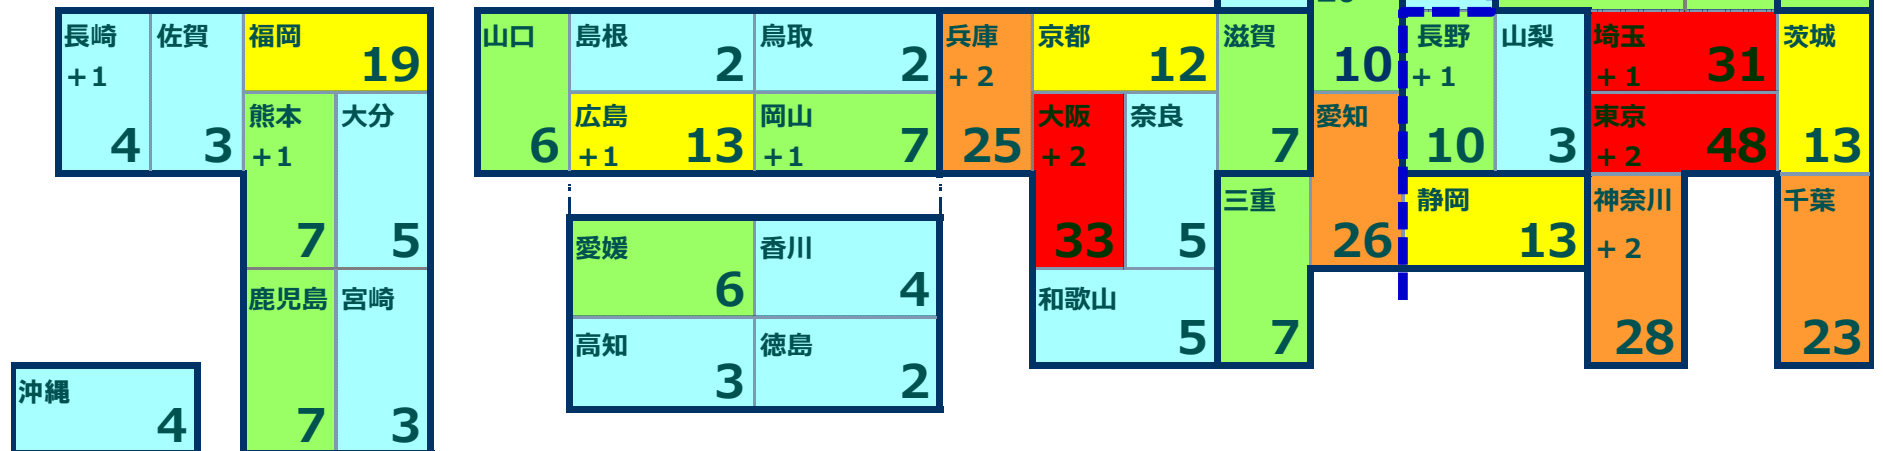 長崎
+1
4
佐賀
3
福岡
19
熊本
+1
7
大分
5
鹿児島
7
宮崎
3
沖縄
4
山口
6
島根
2
鳥取
2
広島
+1
13
岡山
+1
7
愛媛
6
香川
4
高知
3
徳島
2
兵庫
+2
25
京都
12
大阪
+2
33
奈良
5
和歌山
5
滋賀
7
三重
7
10
愛知
26
長野
+1
10
山梨
3
静岡
13
埼玉
+1
31
東京
+2
48
神奈川
+2
28
茨城
13
千葉
23